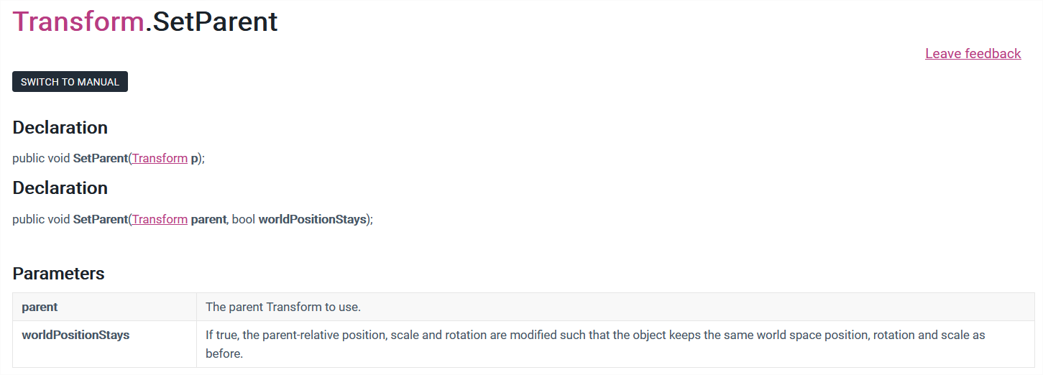 Transform.SetParent
Leave feedback
SWITCH TO MANUAL
Declaration
public void SetParent(Transform p);
Declaration
public void SetParent(Transform parent, bool worldPositionStays);
Parameters
parent The parent Transform to use.
worldPositionStays If true, the parent-relative position, scale and rotation are modified such that the object keeps the same world space position, rotation and scale as
before.